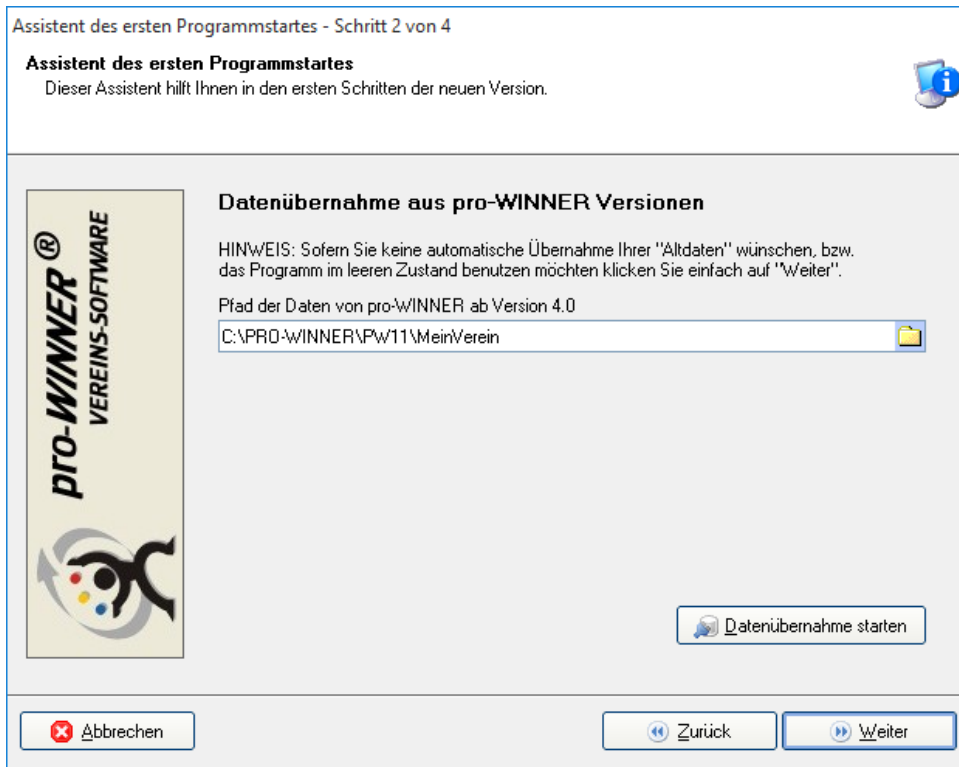 Assistent des ersten Programmstartes - Schritt 2 von 4
Assistent des ersten Programmstartes
Dieser Assistent hilft Ihnen in den ersten Schritten der neuen Version.
pro-WINNER®
VEREINS-SOFTWARE
Datenübernahme aus pro-WINNER Versionen
HINWEIS: Sofern Sie keine automatische Übernahme Ihrer "Altdaten" wünschen, bzw.
das Programm im leeren Zustand benutzen möchten klicken Sie einfach auf "Weiter".
Pfad der Daten von pro-WINNER ab Version 4.0
C:\PRO-WINNER\PW11\MeinVerein
Datenübernahme starten
Abbrechen
Zurück
Weiter